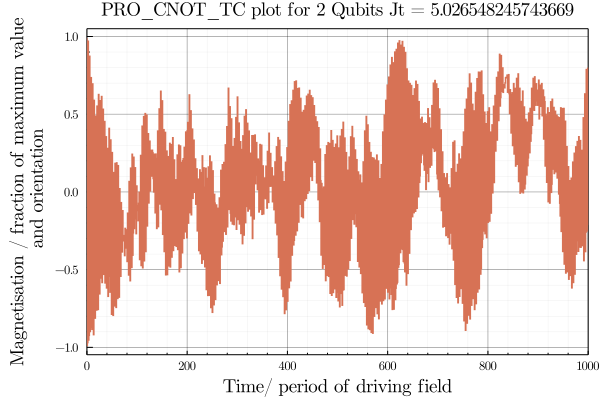 PRO_CNOT_TC plot for 2 Qubits Jt = 5.026548245743669
Magnetisation / fraction of maximum value
and orientation
1.0
0.5
0.0
−0.5
−1.0
0 200 400 600 800 1000
Time/ period of driving field